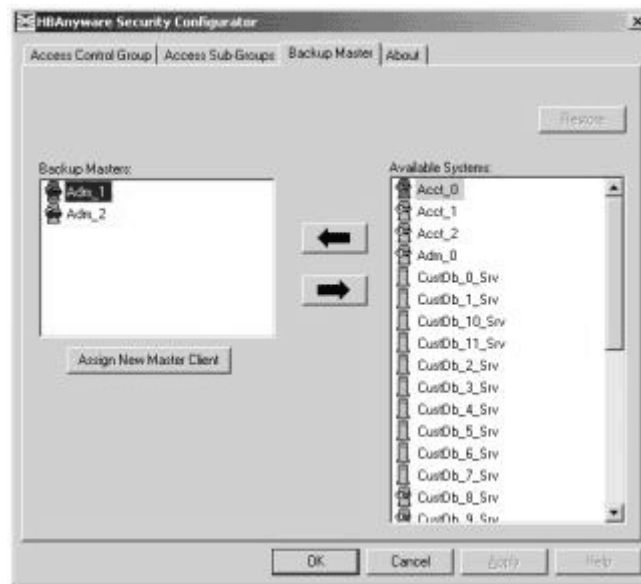 HBAnyware Security Configurator
Access Control Group
Access Sub-Groups
Backup Master
About
Restore
Backup Masters:
Adm_1
Adm_2
Assign New Master Client
Available Systems:
Acct_0
Acct_1
Acct_2
Adm_0
CustDb_0_Srv
CustDb_1_Srv
CustDb_10_Srv
CustDb_11_Srv
CustDb_2_Srv
CustDb_3_Srv
CustDb_4_Srv
CustDb_5_Srv
CustDb_6_Srv
CustDb_7_Srv
CustDb_8_Srv
CustDb_9_Srv
OK
Cancel
Apply
Help